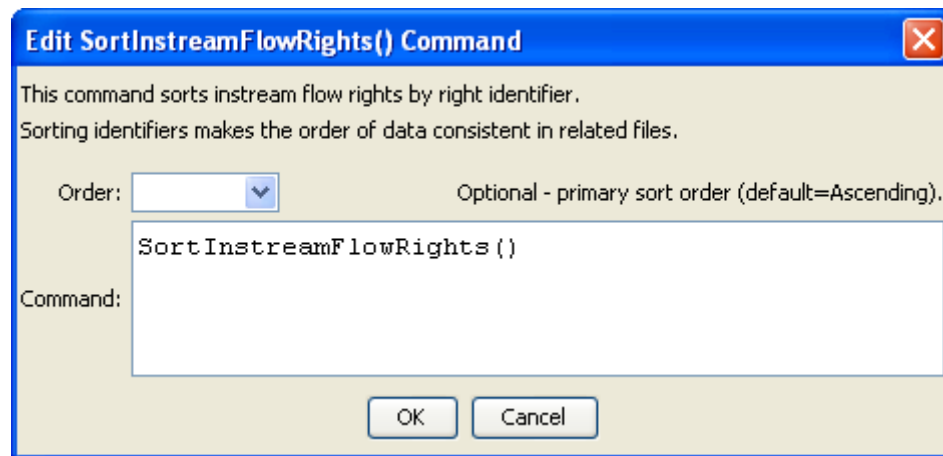 Edit SortInstreamFlowRights() Command
This command sorts instream flow rights by right identifier.
Sorting identifiers makes the order of data consistent in related files.
Order: Optional - primary sort order (default=Ascending).
SortInstreamFlowRights()
Command:
OK Cancel